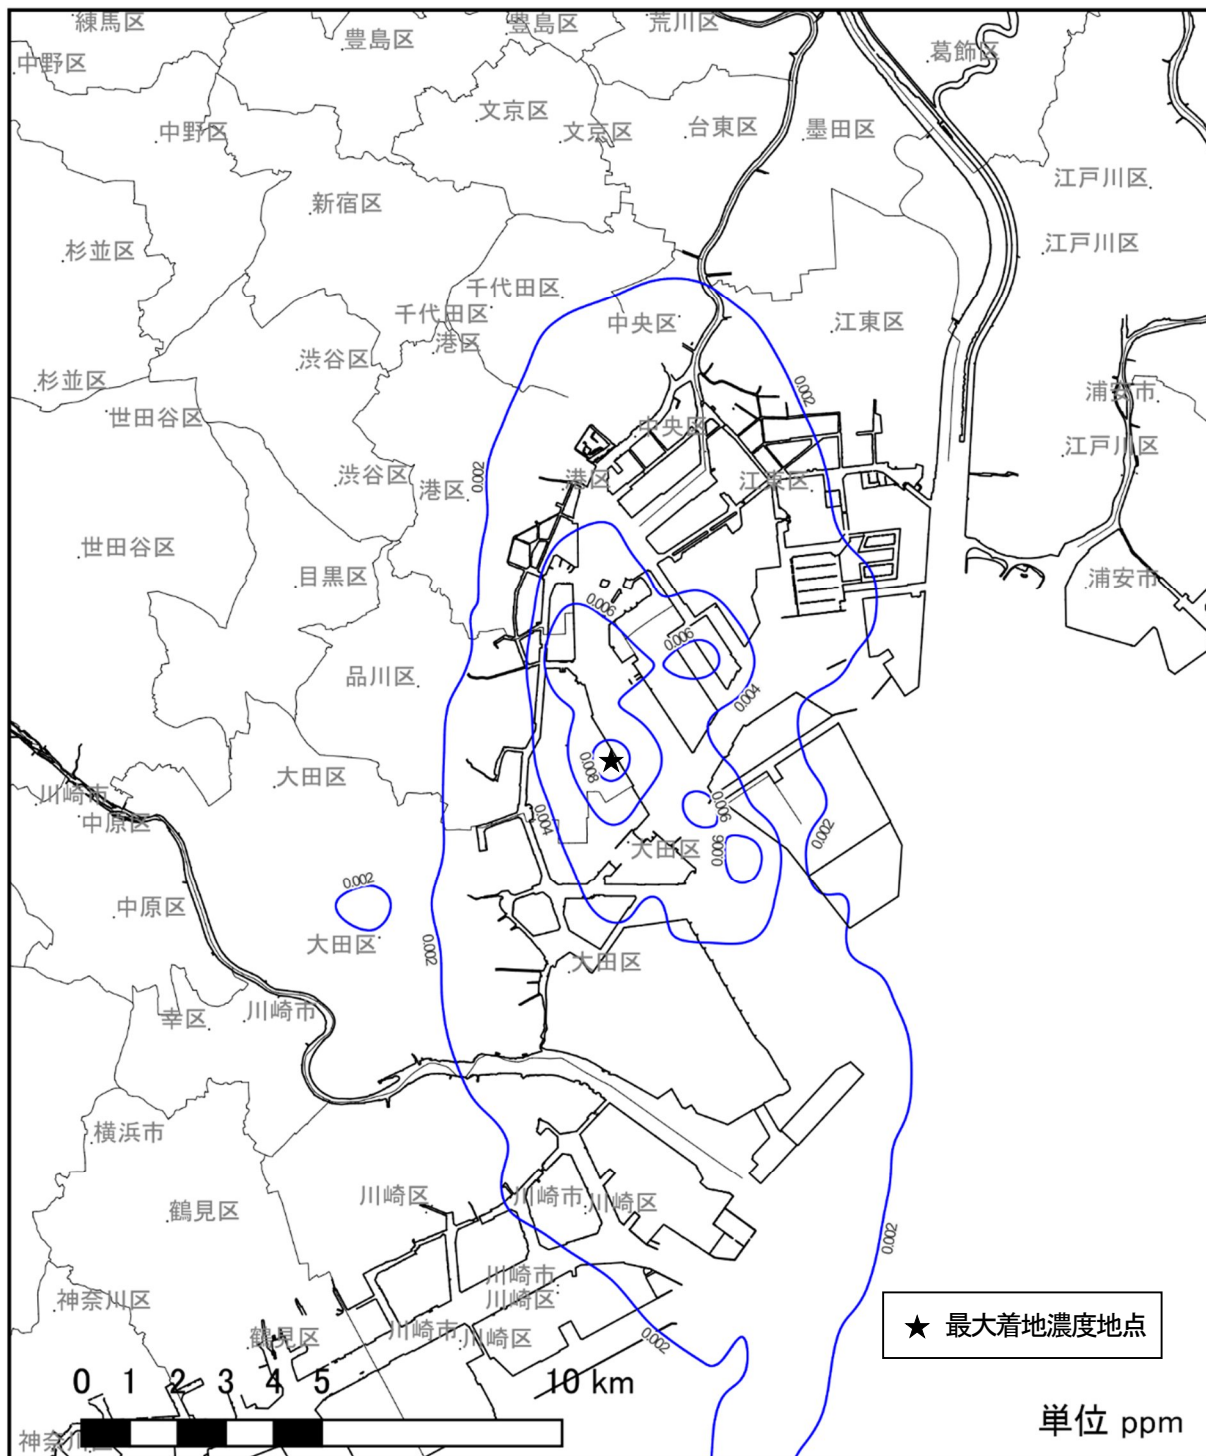 練馬区
豊島区
豊島区
荒川区
中野区
葛飾区
文京区
中野区
文京区
台東区
墨田区
江戸川区
新宿区
杉並区
江戸川区
千代田区
千代田区
中央区
江東区
港区
渋谷区
杉並区
浦安市
0.002
世田谷区
中央区
江戸川区
渋谷区
港区
0.002
港区
江東区
世田谷区
目黒区
浦安市
0.006
0.006
品川区
0.004
大田区
0.008
川崎市
中原区
0.004
0.006
0.002
大田区
0.006
0.002
中原区
大田区
0.002
大田区
幸区
川崎市
横浜市
川崎区
川崎市
川崎区
鶴見区
0.002
川崎市
川崎区
神奈川区
鶴見区
川崎市
川崎区
0.002
★ 最大着地濃度地点
0 1 2 3 4 5 10 km
単位 ppm
神奈川区